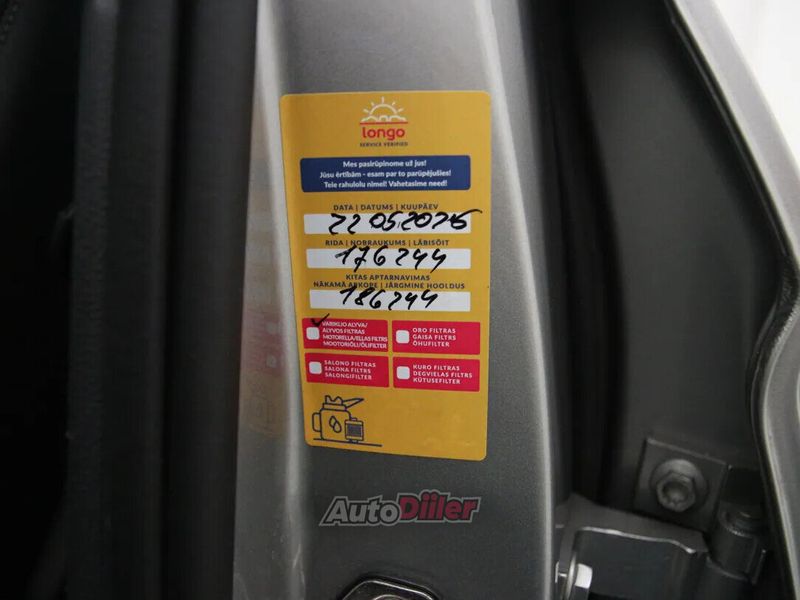 longo
SERVICE VERIFIED
Mes pasirūpinome už jus!
Jūsu ērtībām - esam par to parūpējušies!
Teie rahulolu nimel! Vahetasime need!
DATA | DATUMS | KUUPÄEV
22 05.2025
RIDA | NOBRAUKUMS | LÄBISÕIT
176244
KITAS APTARNAVIMAS
NĀKAMĀ APKOPE | JÄRGMINE HOOLDUS
186244
VARIKLIO ALYVA/
ALYVOS FILTRAS
MOTOREĻĻA/EĻĻAS FILTRS
MOOTORIÕLI/ÕLIFILTER
ORO FILTRAS
GAISA FILTRS
ÕHUFILTER
SALONO FILTRAS
SALONA FILTRS
SALONGIFILTER
KURO FILTRAS
DEGVIELAS FILTRS
KÜTUSEFILTER
AutoDiiler